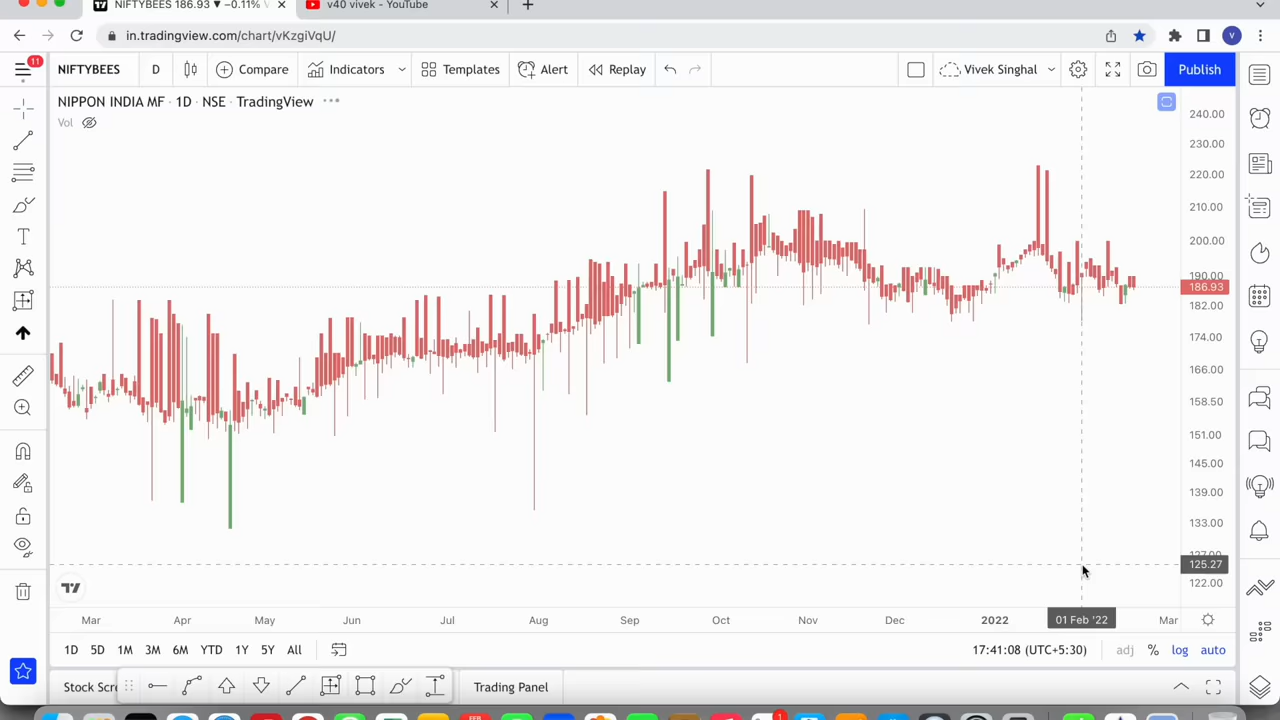 NIFTYBEES 186.93 ▼ −0.11% V
v40 vivek - YouTube
in.tradingview.com/chart/vKzgiVqU/
V
11
NIFTYBEES
D
Compare
Indicators
Templates
Alert
Replay
Vivek Singhal
Publish
NIPPON INDIA MF · 1D · NSE · TradingView
Vol
240.00
230.00
220.00
210.00
200.00
190.00
186.93
182.00
174.00
166.00
158.50
151.00
145.00
139.00
133.00
127.00
125.27
122.00
T
Mar
Apr
May
Jun
Jul
Aug
Sep
Oct
Nov
Dec
2022
01 Feb '22
Mar
1D 5D 1M 3M 6M YTD 1Y 5Y All
17:41:08 (UTC+5:30)
adj % log auto
Stock Scre
Trading Panel
1